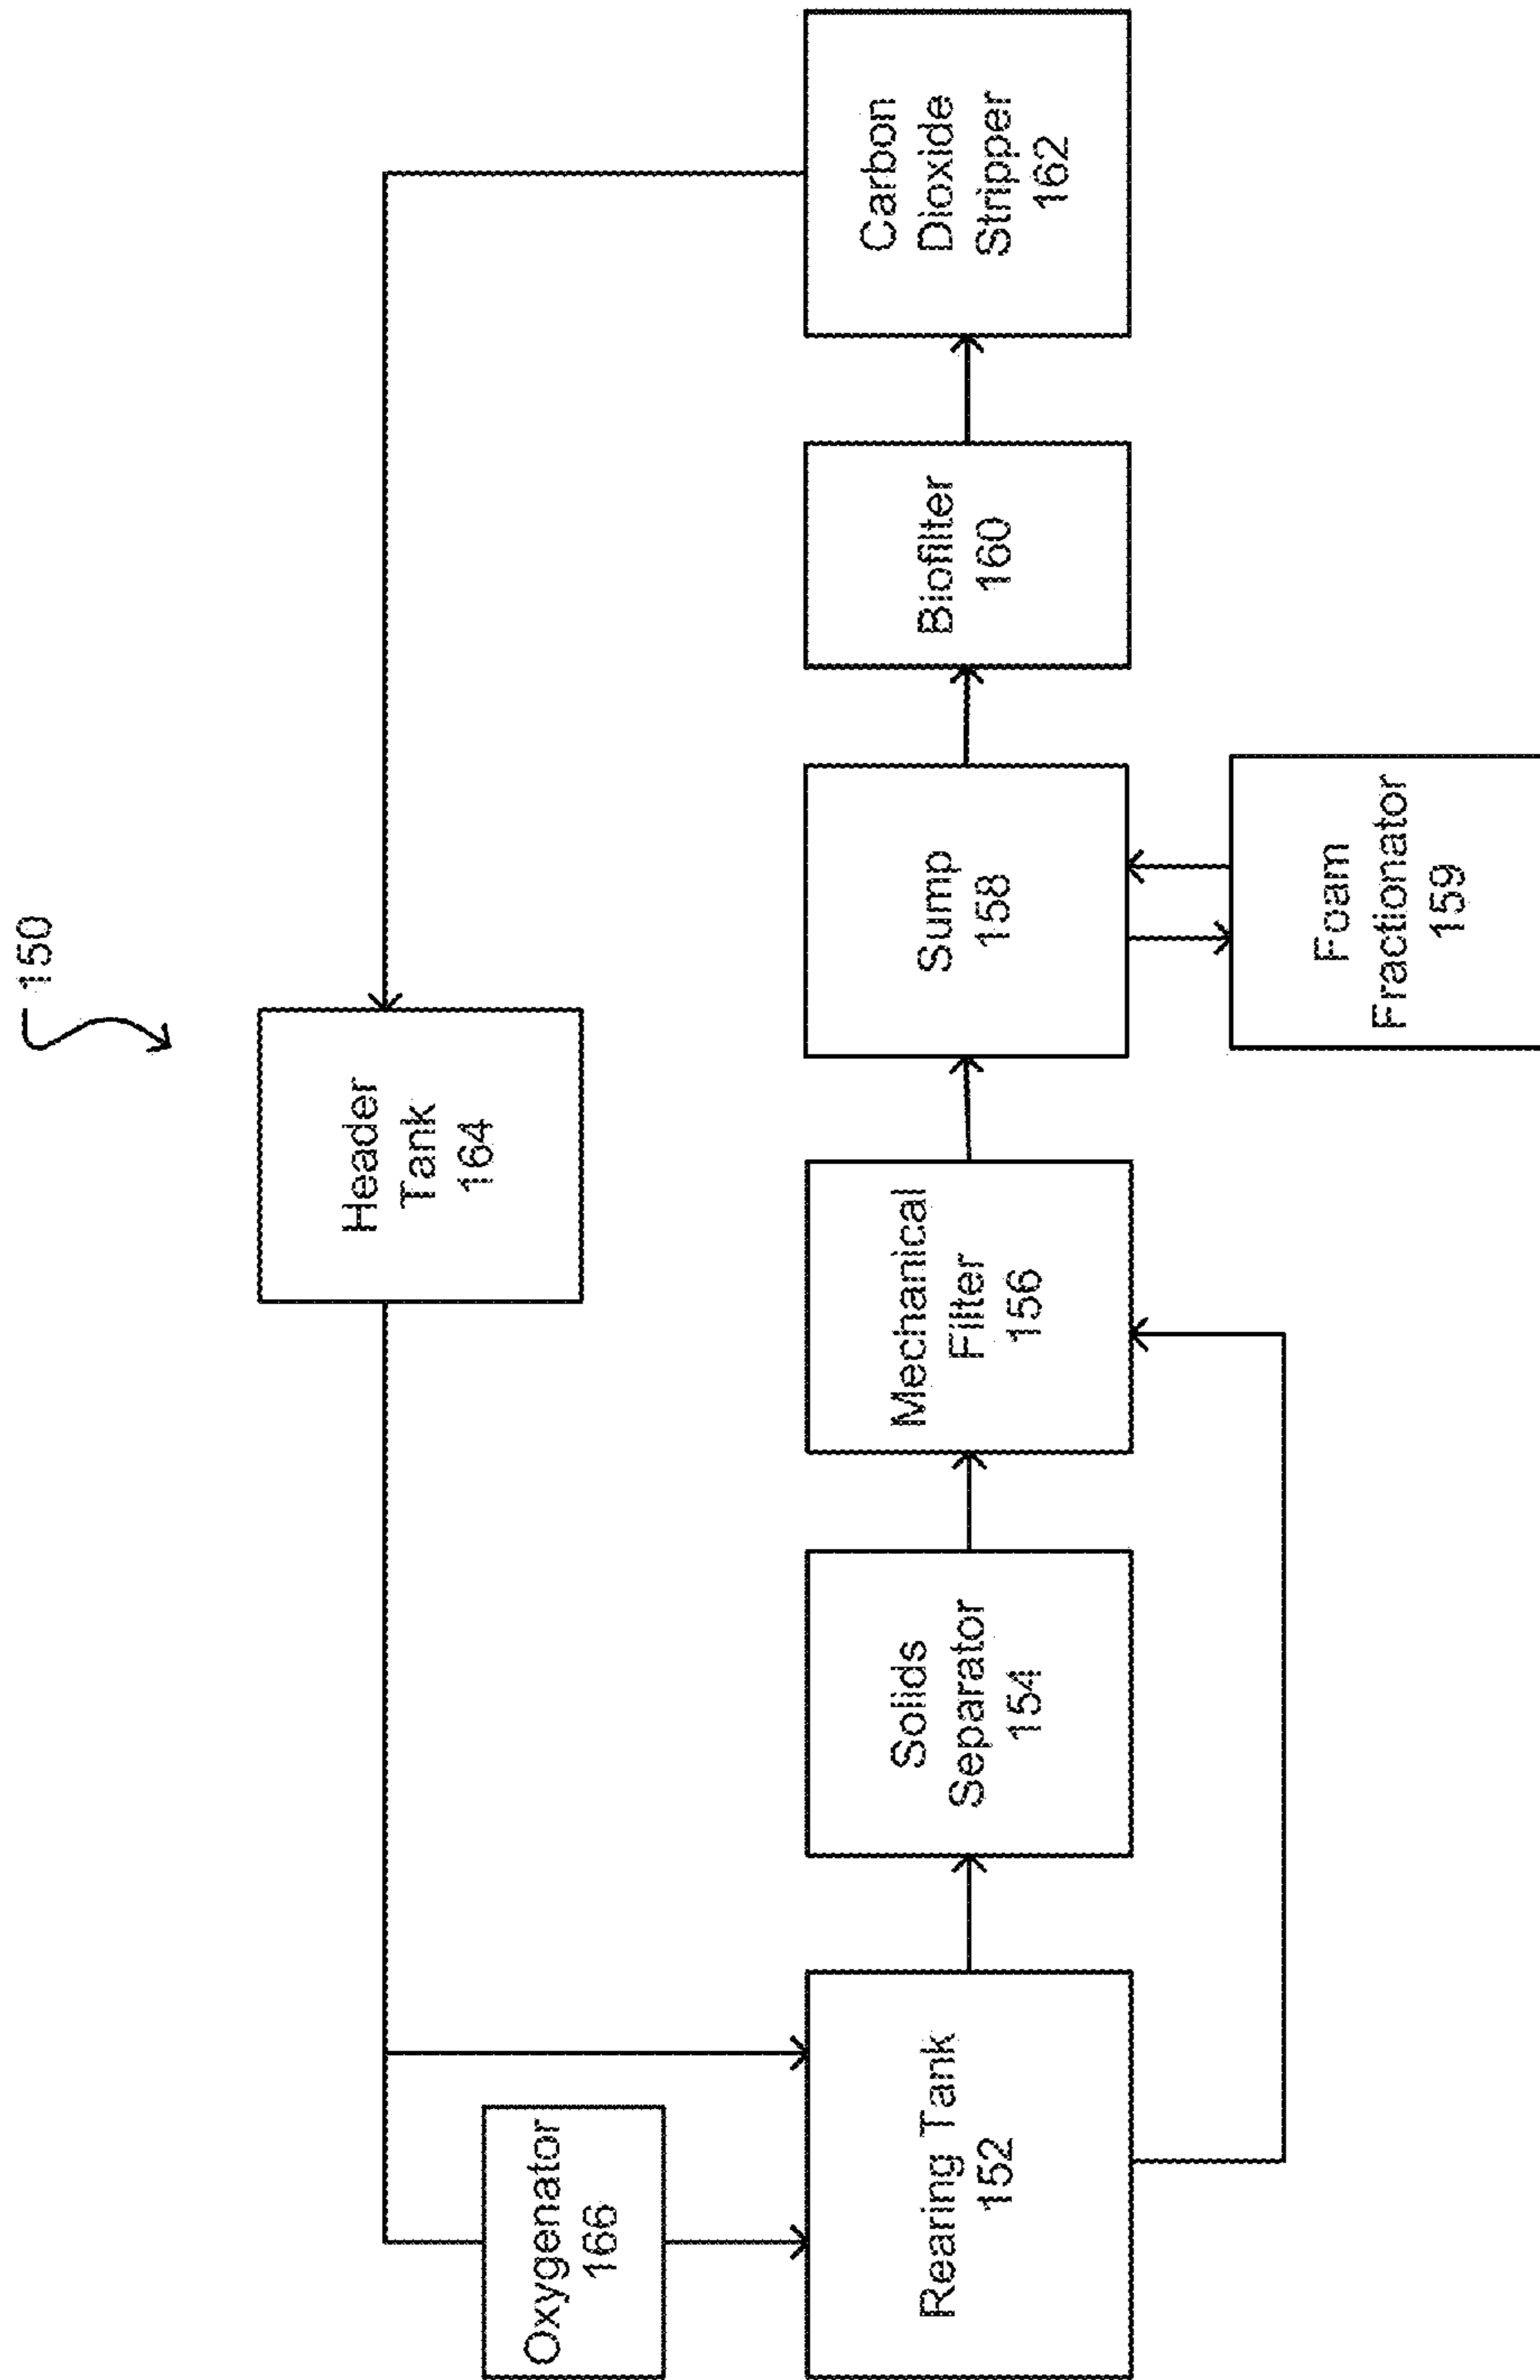 150
Header
Tank
164
Oxygenator
166
Rearing Tank
152
Solids
Separator
154
Mechanical
Filter
156
Sump
158
Biofilter
160
Carbon
Dioxide
Stripper
162
Foam
Fractionator
159